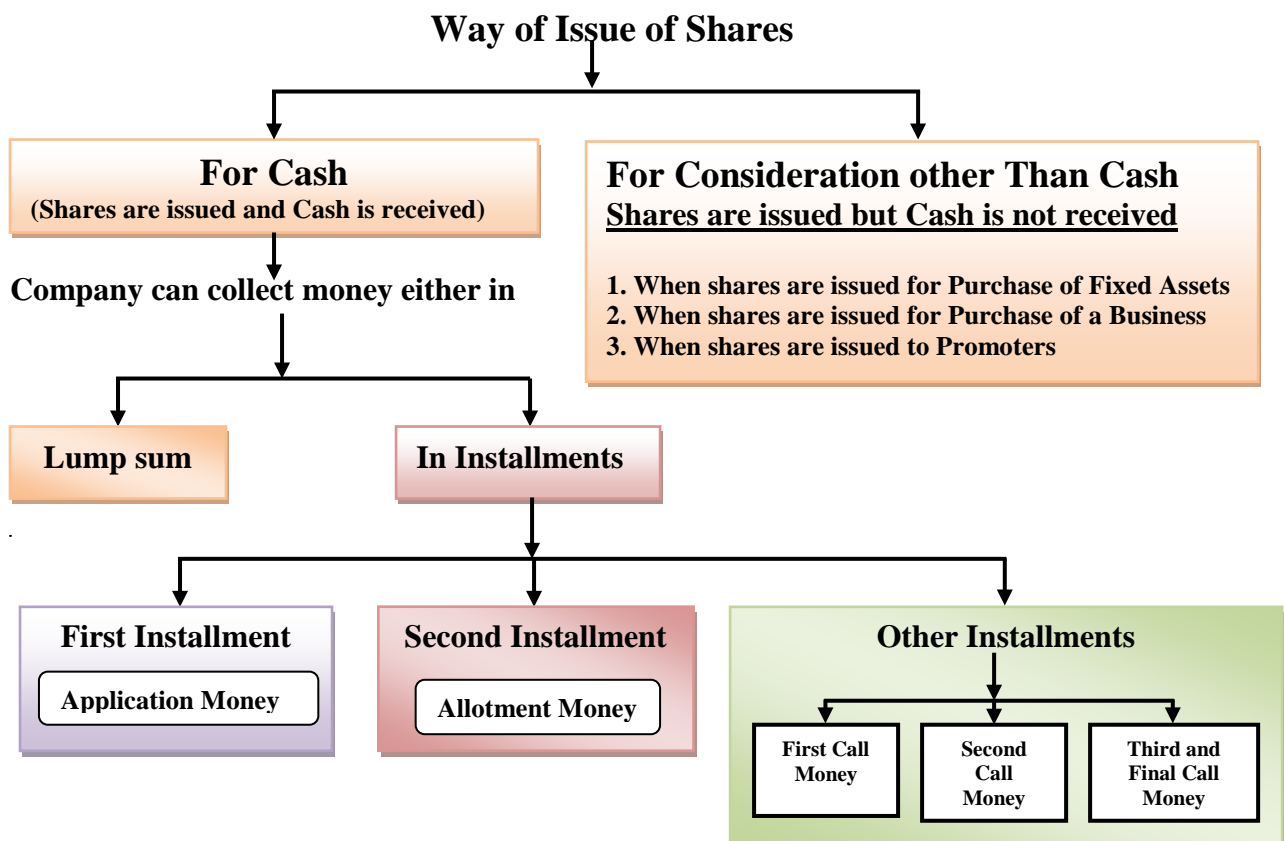 Way of Issue of Shares
For Cash
(Shares are issued and Cash is received)
For Consideration other Than Cash
Shares are issued but Cash is not received
1. When shares are issued for Purchase of Fixed Assets
2. When shares are issued for Purchase of a Business
3. When shares are issued to Promoters
Company can collect money either in
Lump sum
In Installments
.
First Installment
Application Money
Second Installment
Allotment Money
Other Installments
First Call
Money
Second
Call
Money
Third and
Final Call
Money